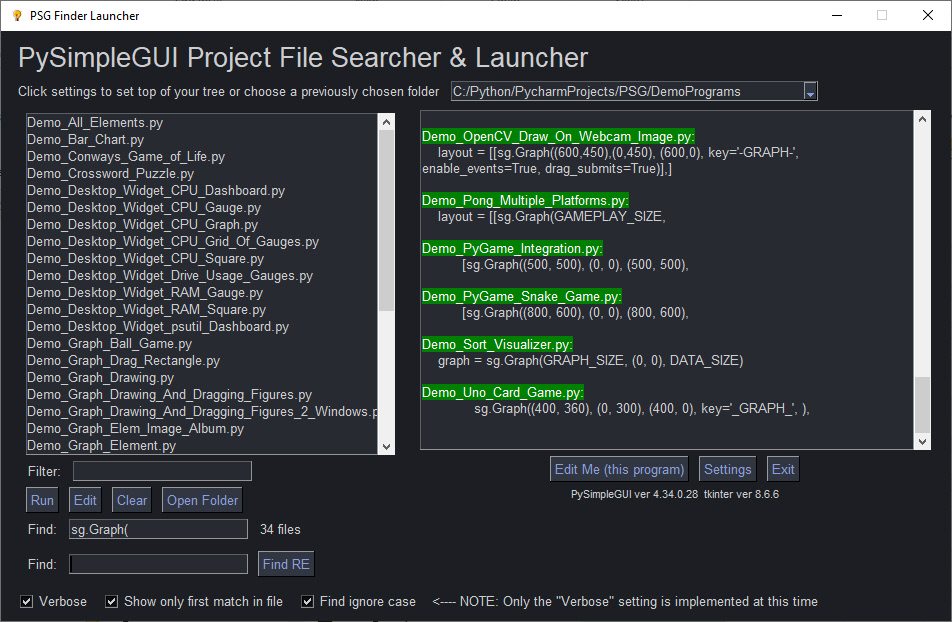 PSG Finder Launcher
PySimpleGUI Project File Searcher & Launcher
Click settings to set top of your tree or choose a previously chosen folder
C:/Python/PycharmProjects/PSG/DemoPrograms
Demo_All_Elements.py
Demo_Bar_Chart.py
Demo_Conways_Game_of_Life.py
Demo_Crossword_Puzzle.py
Demo_Desktop_Widget_CPU_Dashboard.py
Demo_Desktop_Widget_CPU_Gauge.py
Demo_Desktop_Widget_CPU_Graph.py
Demo_Desktop_Widget_CPU_Grid_Of_Gauges.py
Demo_Desktop_Widget_CPU_Square.py
Demo_Desktop_Widget_Drive_Usage_Gauges.py
Demo_Desktop_Widget_RAM_Gauge.py
Demo_Desktop_Widget_RAM_Square.py
Demo_Desktop_Widget_psutil_Dashboard.py
Demo_Graph_Ball_Game.py
Demo_Graph_Drag_Rectangle.py
Demo_Graph_Drawing.py
Demo_Graph_Drawing_And_Dragging_Figures.py
Demo_Graph_Drawing_And_Dragging_Figures_2_Windows.p
Demo_Graph_Elem_Image_Album.py
Demo_Graph_Element.py
Demo_OpenCV_Draw_On_Webcam_Image.py:
layout = [[sg.Graph((600,450),(0,450), (600,0), key='-GRAPH-',
enable_events=True, drag_submits=True)],]
Demo_Pong_Multiple_Platforms.py:
layout = [[sg.Graph(GAMEPLAY_SIZE,
Demo_PyGame_Integration.py:
[sg.Graph((500, 500), (0, 0), (500, 500),
Demo_PyGame_Snake_Game.py:
[sg.Graph((800, 600), (0, 0), (800, 600),
Demo_Sort_Visualizer.py:
graph = sg.Graph(GRAPH_SIZE, (0, 0), DATA_SIZE)
Demo_Uno_Card_Game.py:
sg.Graph((400, 360), (0, 300), (400, 0), key='_GRAPH_', ),
Filter:
Run Edit Clear Open Folder
Find: sg.Graph( 34 files
Find: Find RE
Edit Me (this program) Settings Exit
PySimpleGUI ver 4.34.0.28 tkinter ver 8.6.6
Verbose Show only first match in file Find ignore case <---- NOTE: Only the "Verbose" setting is implemented at this time